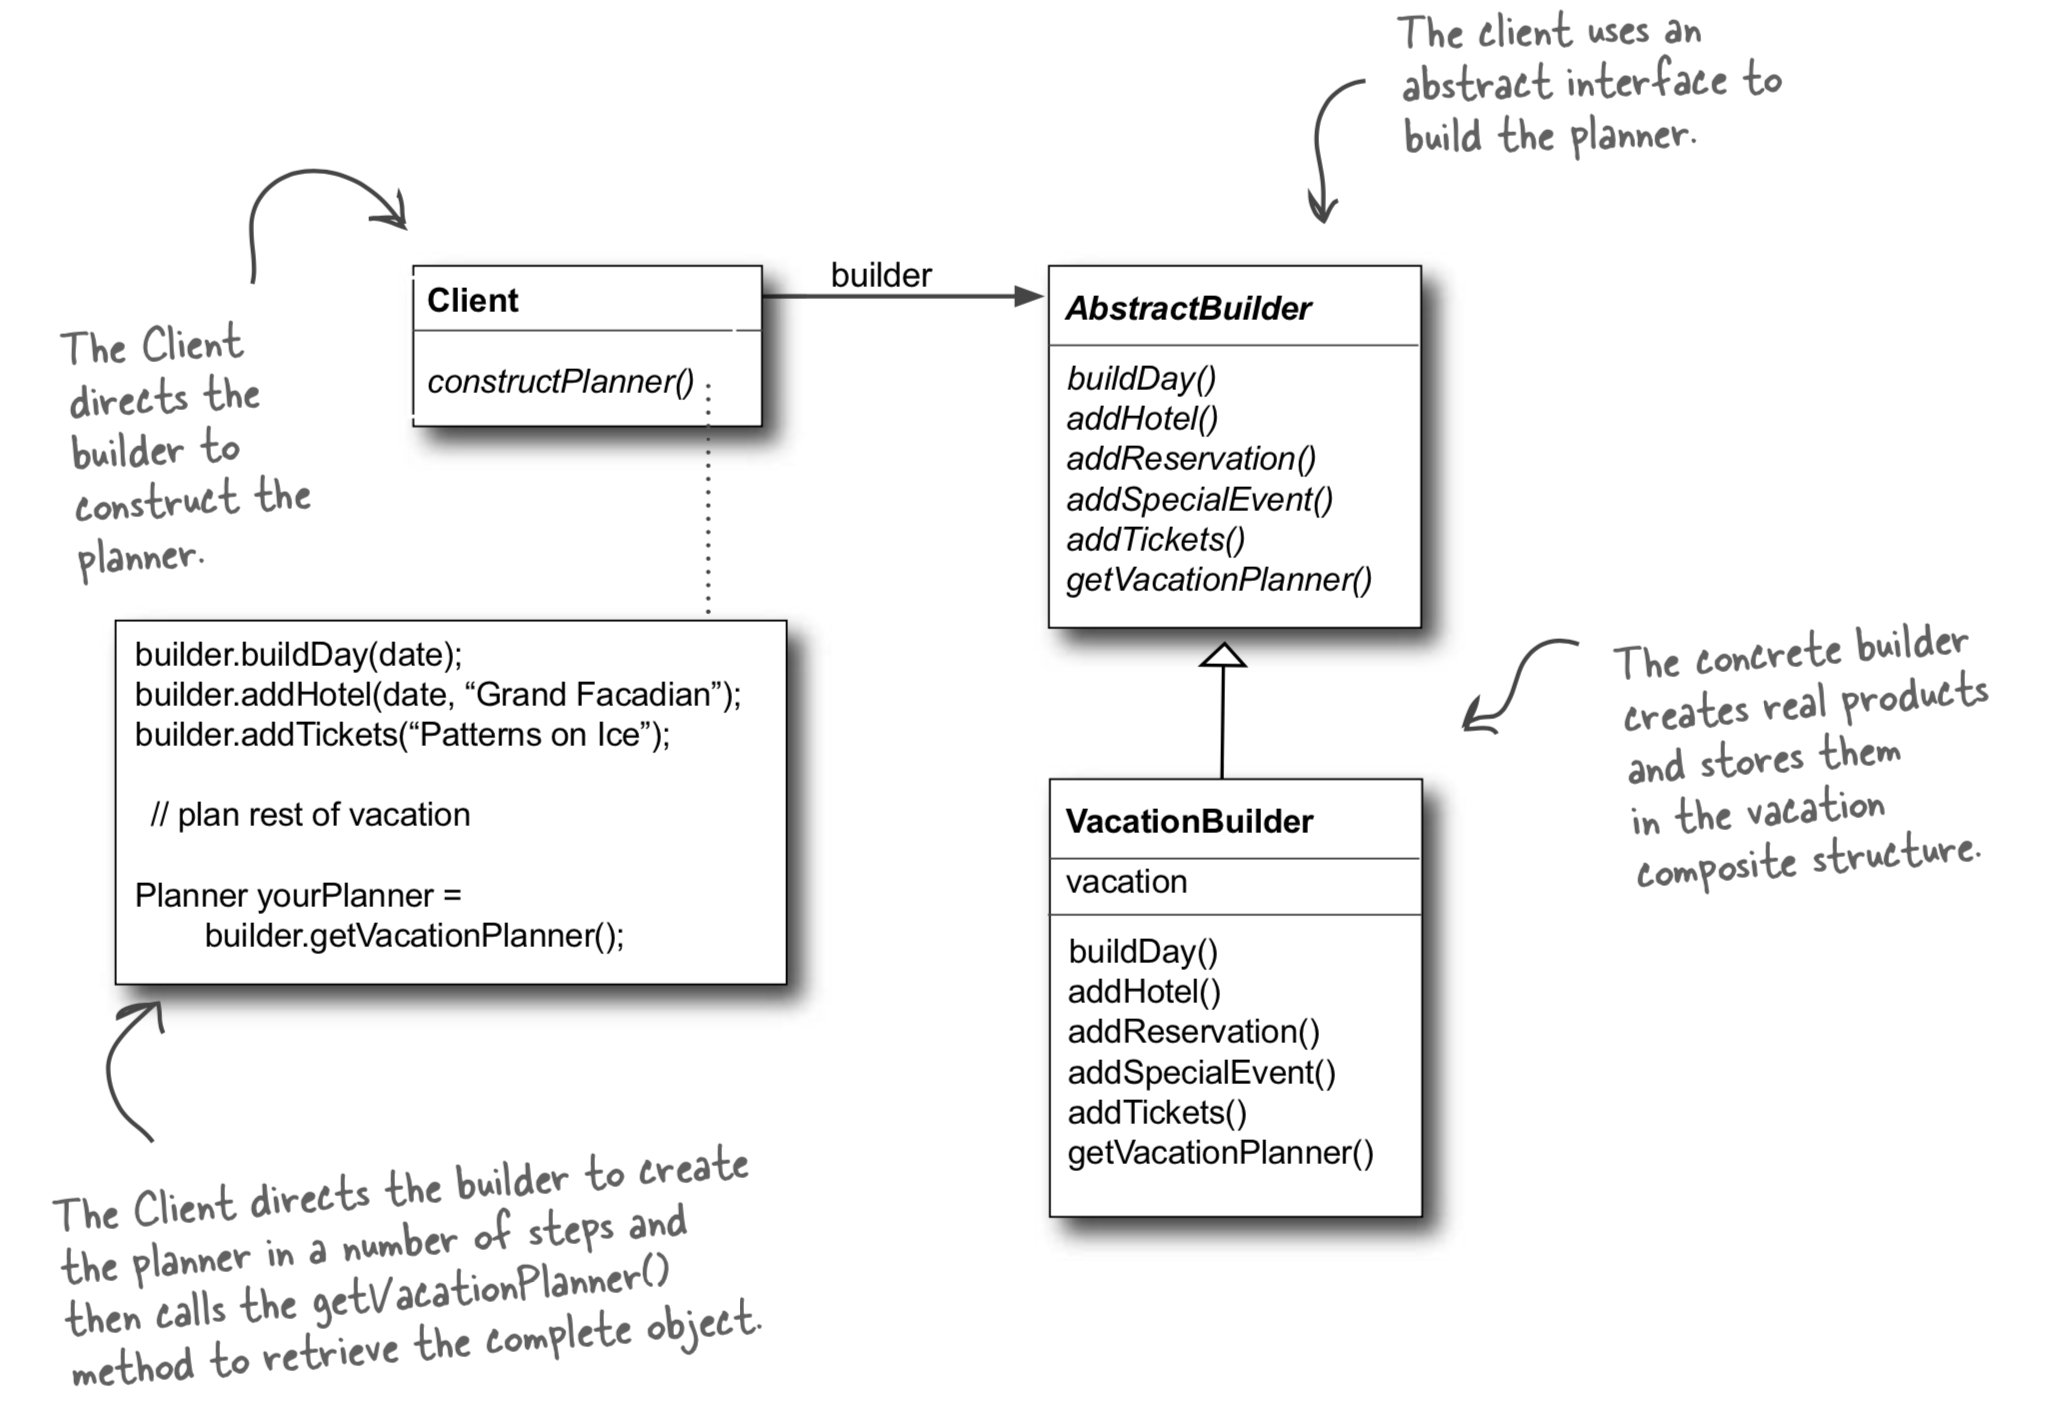 The client uses an
abstract interface to
build the planner.
The Client
directs the
builder to
construct the
planner.
Client
constructPlanner()
builder
AbstractBuilder
buildDay()
addHotel()
addReservation()
addSpecialEvent()
addTickets()
getVacationPlanner()
builder.buildDay(date);
builder.addHotel(date, “Grand Facadian”);
builder.addTickets(“Patterns on Ice”);
// plan rest of vacation
Planner yourPlanner =
builder.getVacationPlanner();
The concrete builder
creates real products
and stores them
in the vacation
composite structure.
VacationBuilder
vacation
buildDay()
addHotel()
addReservation()
addSpecialEvent()
addTickets()
getVacationPlanner()
The Client directs the builder to create
the planner in a number of steps and
then calls the getVacationPlanner()
method to retrieve the complete object.